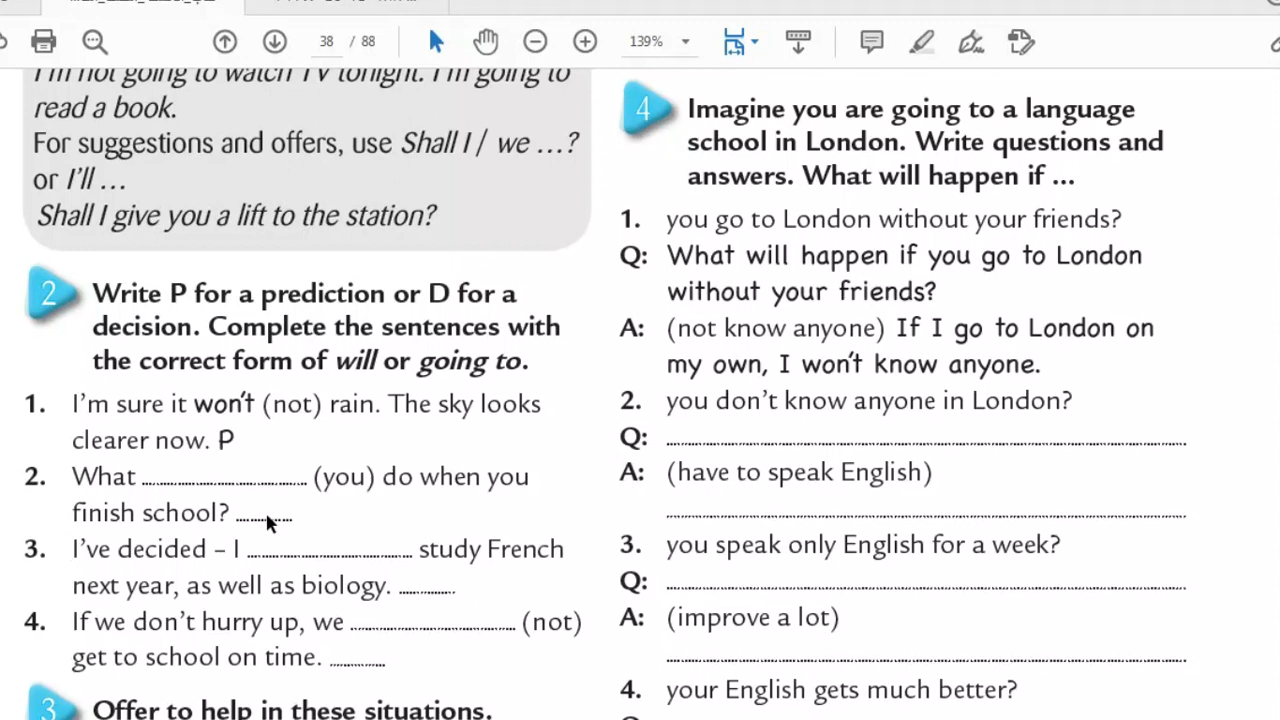 38 / 88
139%
I'm not going to watch TV tonight. I'm going to
read a book.
For suggestions and offers, use Shall I / we …?
or I'll …
Shall I give you a lift to the station?
2 Write P for a prediction or D for a
decision. Complete the sentences with
the correct form of will or going to.
1. I'm sure it won't (not) rain. The sky looks
clearer now. P
2. What ........................ (you) do when you
finish school? ............
3. I've decided – I ........................ study French
next year, as well as biology. ............
4. If we don't hurry up, we ........................ (not)
get to school on time. ............
3 Offer to help in these situations.
4 Imagine you are going to a language
school in London. Write questions and
answers. What will happen if ...
1. you go to London without your friends?
Q: What will happen if you go to London
without your friends?
A: (not know anyone) If I go to London on
my own, I won't know anyone.
2. you don't know anyone in London?
Q: ........................
A: (have to speak English)
........................
3. you speak only English for a week?
Q: ........................
A: (improve a lot)
........................
4. your English gets much better?